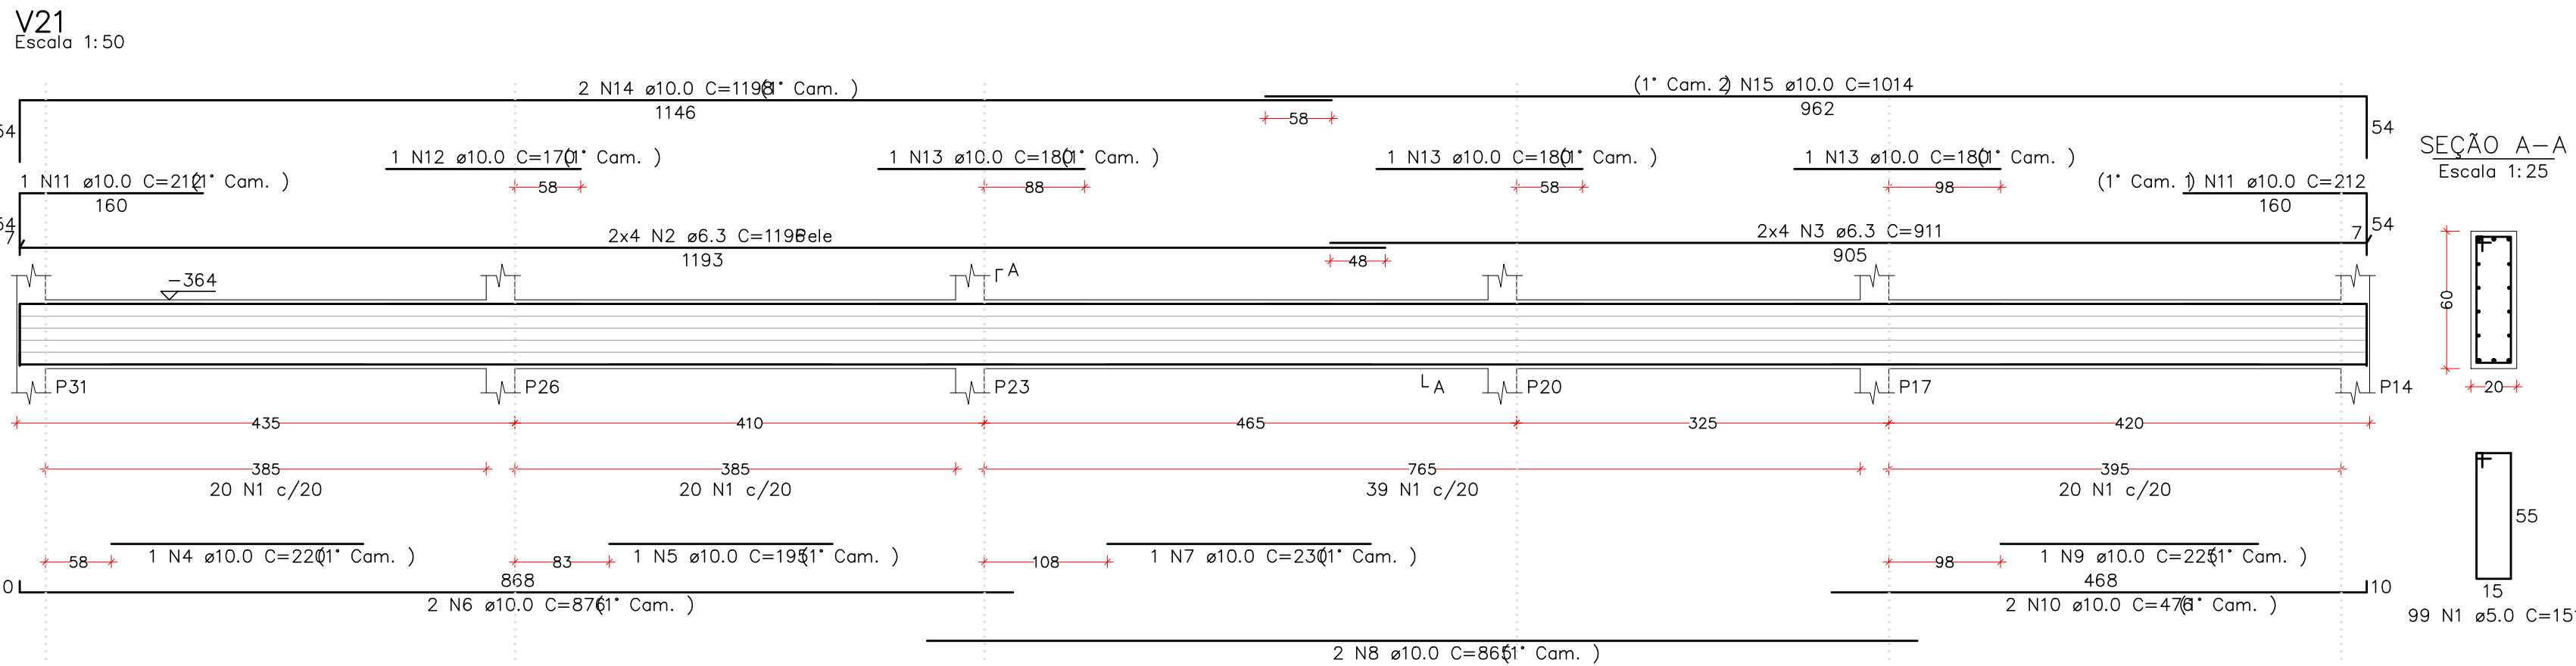 V21
Escala 1:50
2 N14 ø10.0 C=1198 (1° Cam. )
(1° Cam. ) 2 N15 ø10.0 C=1014
1146
962
58
54
54
1 N12 ø10.0 C=170 (1° Cam. )
1 N13 ø10.0 C=180 (1° Cam. )
1 N13 ø10.0 C=180 (1° Cam. )
1 N13 ø10.0 C=180 (1° Cam. )
58
88
58
98
1 N11 ø10.0 C=212 (1° Cam. )
(1° Cam. ) 1 N11 ø10.0 C=212
160
160
54
54
7
7
2x4 N2 ø6.3 C=1198 Pele
2x4 N3 ø6.3 C=911
1193
905
48
-364
A
A
P31
P26
P23
P20
P17
P14
435
410
465
325
420
385
385
765
395
20 N1 c/20
20 N1 c/20
39 N1 c/20
20 N1 c/20
58
1 N4 ø10.0 C=220 (1° Cam. )
83
1 N5 ø10.0 C=195 (1° Cam. )
108
1 N7 ø10.0 C=230 (1° Cam. )
98
1 N9 ø10.0 C=225 (1° Cam. )
0
868
2 N6 ø10.0 C=876 (1° Cam. )
468
10
2 N10 ø10.0 C=476 (1° Cam. )
2 N8 ø10.0 C=865 (1° Cam. )
SEÇÃO A-A
Escala 1:25
60
20
55
15
99 N1 ø5.0 C=15